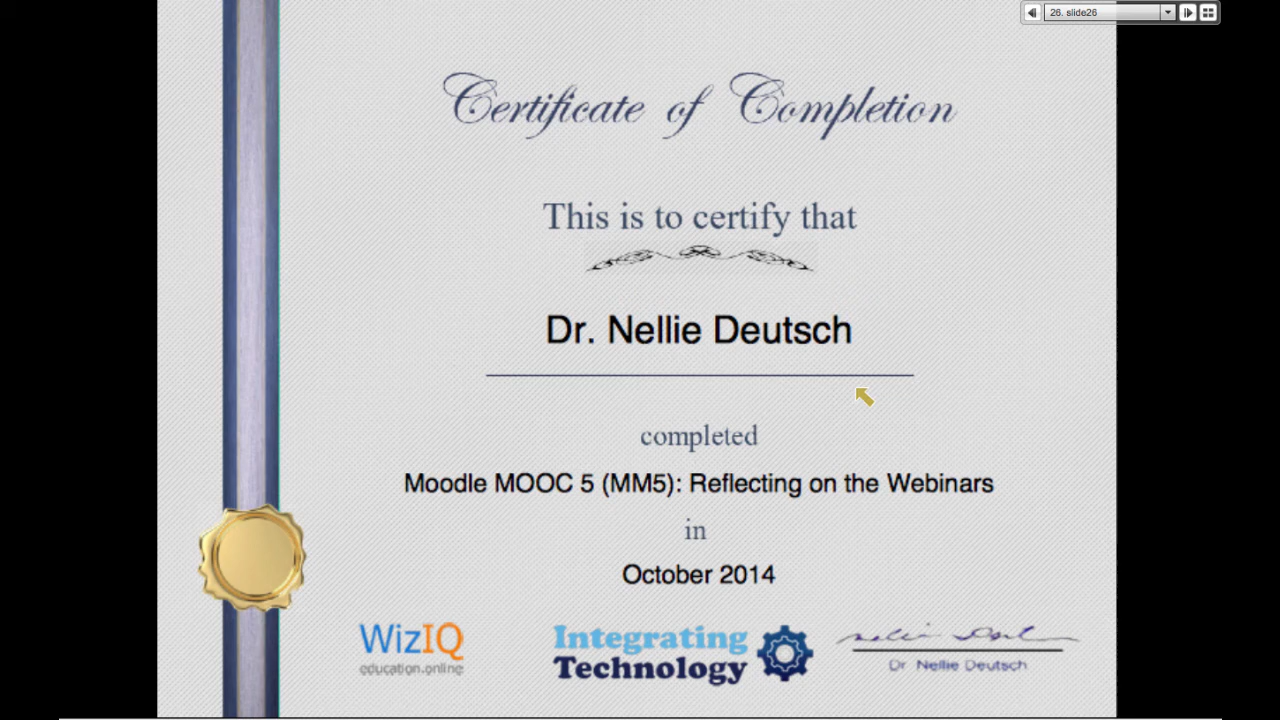 26. slide26
Certificate of Completion
This is to certify that
Dr. Nellie Deutsch
completed
Moodle MOOC 5 (MM5): Reflecting on the Webinars
in
October 2014
WizIQ
education.online
Integrating
Technology
Dr Nellie Deutsch